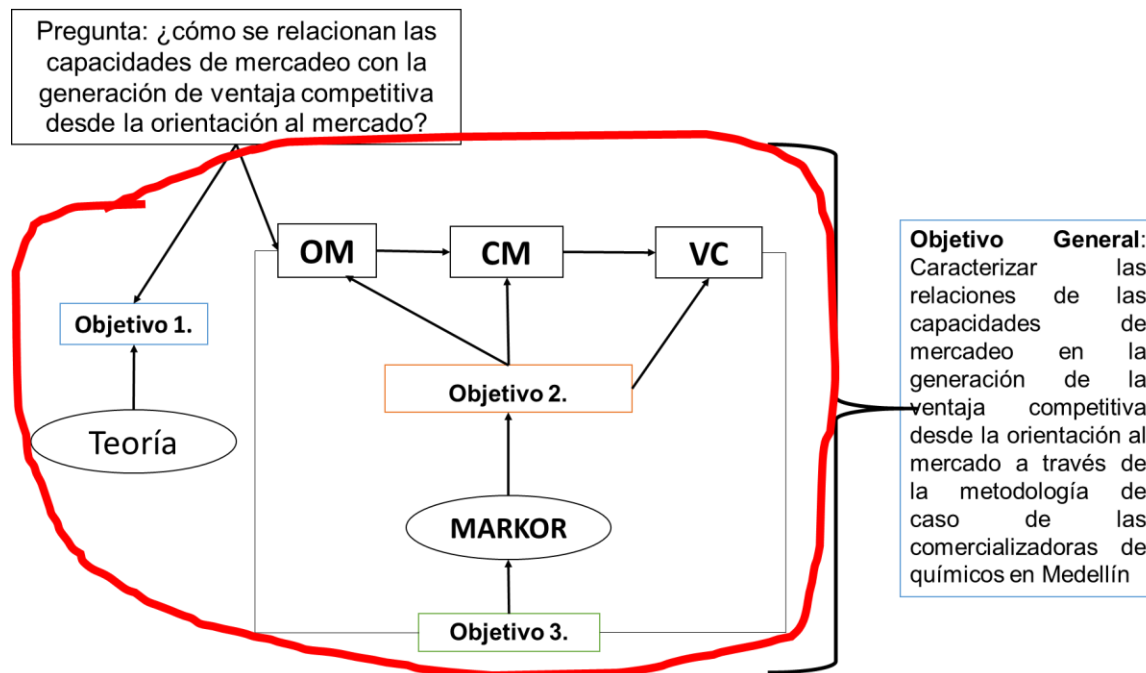 Pregunta: ¿cómo se relacionan las
capacidades de mercadeo con la
generación de ventaja competitiva
desde la orientación al mercado?
OM
CM
VC
Objetivo 1.
Teoría
Objetivo 2.
MARKOR
Objetivo 3.
Objetivo General:
Caracterizar las
relaciones de las
capacidades de
mercadeo en la
generación de la
ventaja competitiva
desde la orientación al
mercado a través de
la metodología de
caso de las
comercializadoras de
químicos en Medellín